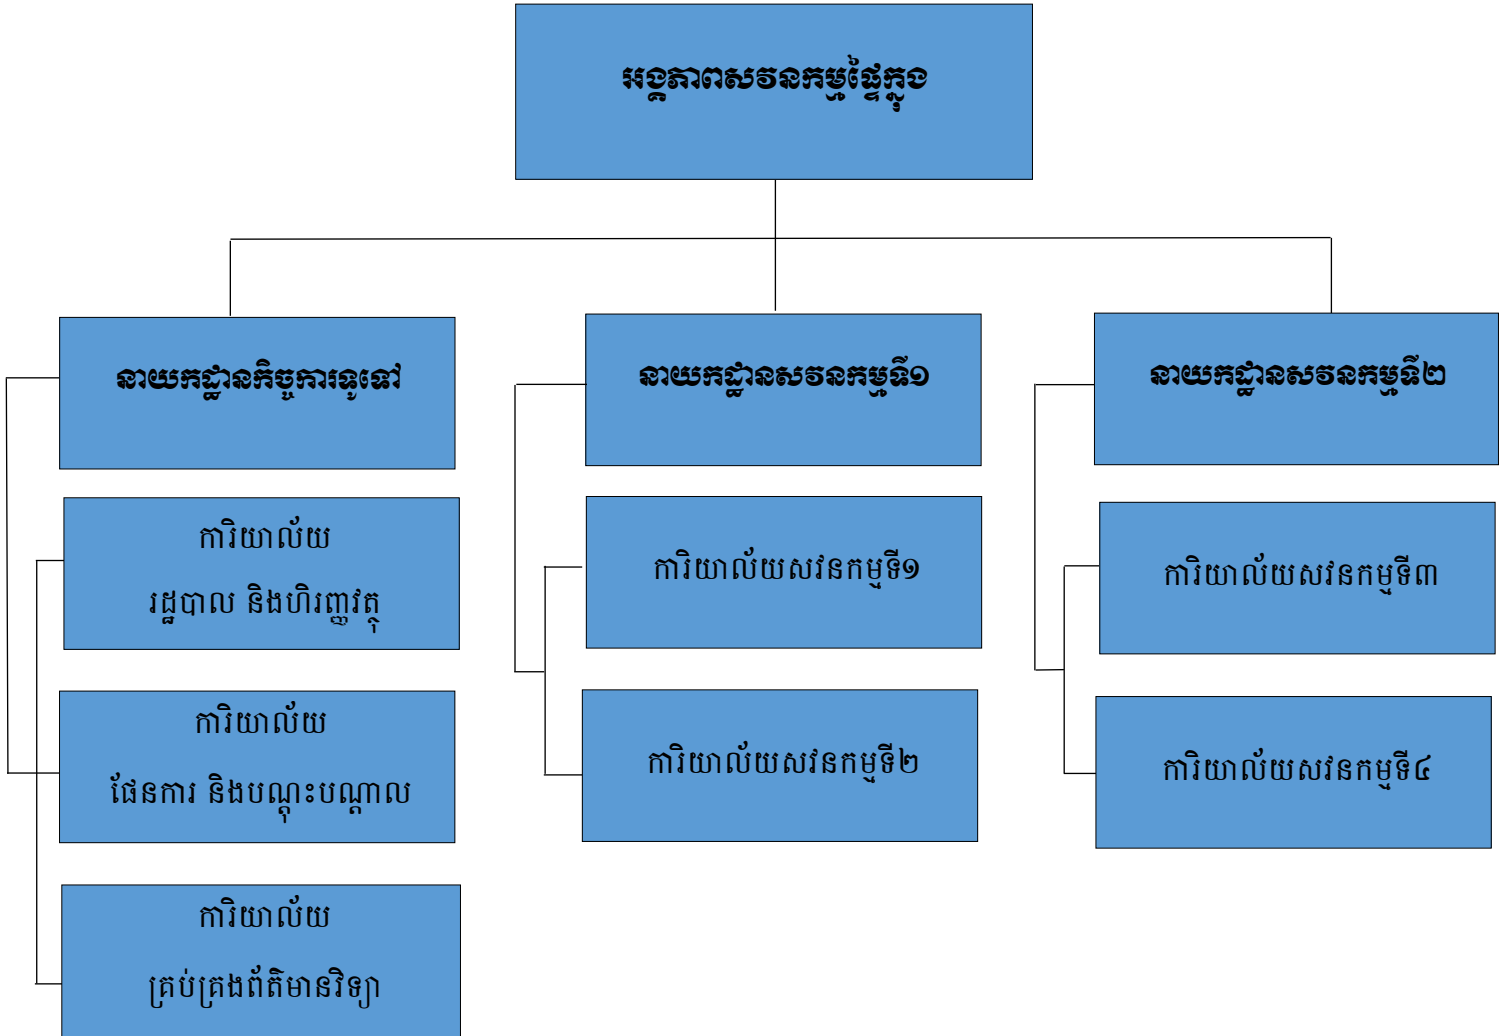 អង្គភាពសវនកម្មផ្ទៃក្នុង
នាយកដ្ឋានកិច្ចការទូទៅ
នាយកដ្ឋានសវនកម្មទី១
នាយកដ្ឋានសវនកម្មទី២
ការិយាល័យ
រដ្ឋបាល និងហិរញ្ញវត្ថុ
ការិយាល័យ
ផែនការ និងបណ្តុះបណ្តាល
ការិយាល័យ
គ្រប់គ្រងព័ត៌មានវិទ្យា
ការិយាល័យសវនកម្មទី១
ការិយាល័យសវនកម្មទី២
ការិយាល័យសវនកម្មទី៣
ការិយាល័យសវនកម្មទី៤